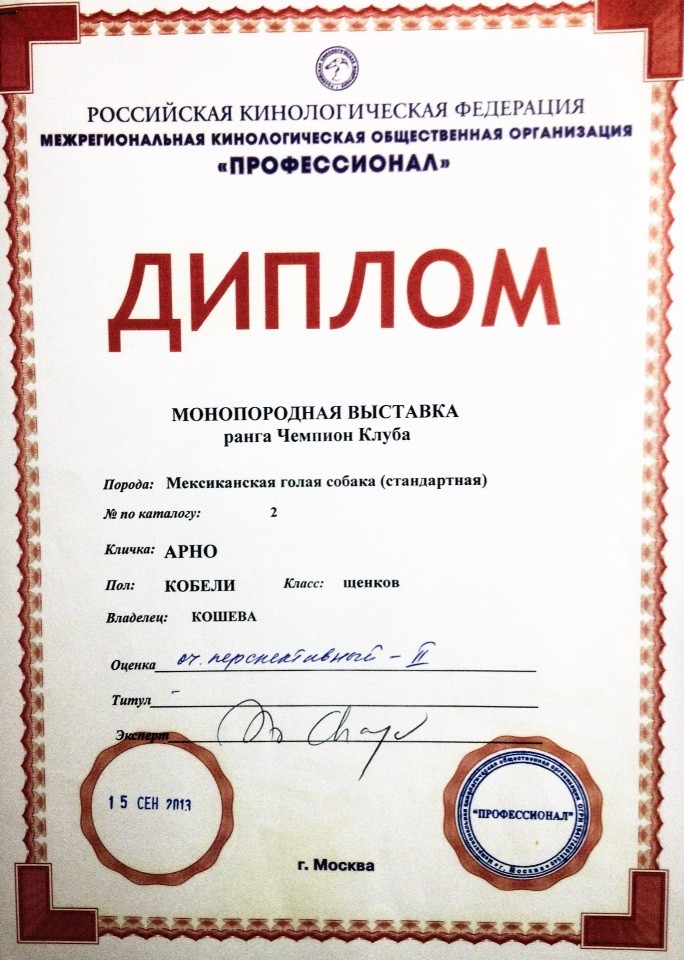 РОССИЙСКАЯ КИНОЛОГИЧЕСКАЯ ФЕДЕРАЦИЯ
МЕЖРЕГИОНАЛЬНАЯ КИНОЛОГИЧЕСКАЯ ОБЩЕСТВЕННАЯ ОРГАНИЗАЦИЯ
«ПРОФЕССИОНАЛ»
ДИПЛОМ
МОНОПОРОДНАЯ ВЫСТАВКА
ранга Чемпион Клуба
Порода: Мексиканская голая собака (стандартная)
№ по каталогу: 2
Кличка: АРНО
Пол: КОБЕЛИ Класс: щенков
Владелец: КОШЕВА
Оценка оч. перспективный – II
Титул -
Эксперт
15 СЕН 2013
"ПРОФЕССИОНАЛ"
г. Москва